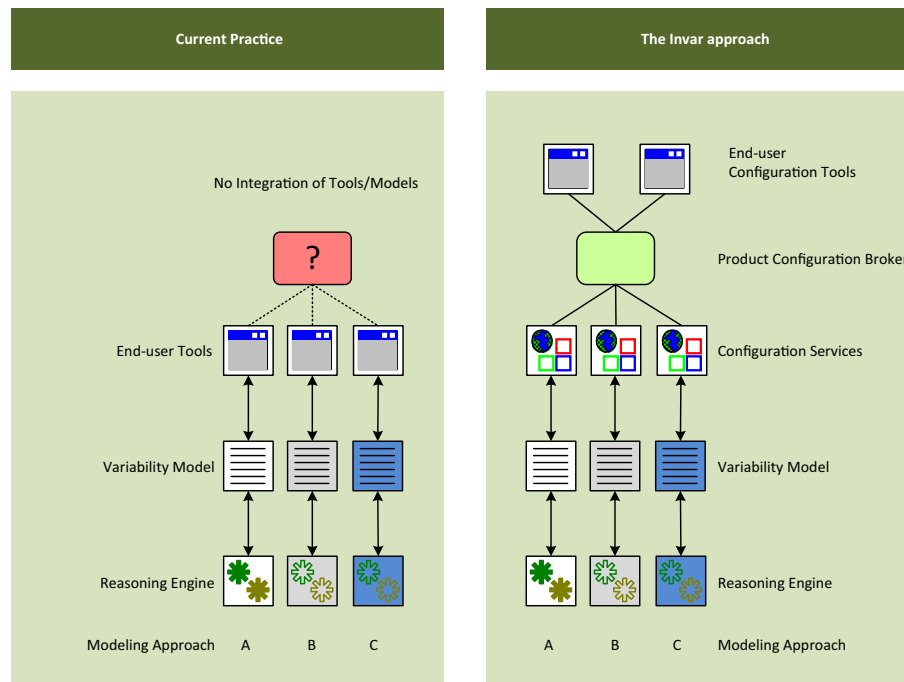 Current Practice
The Invar approach
No Integration of Tools/Models
?
End-user Tools
Variability Model
Reasoning Engine
Modeling Approach A B C
End-user
Configuration Tools
Product Configuration Broker
Configuration Services
Variability Model
Reasoning Engine
A B C Modeling Approach